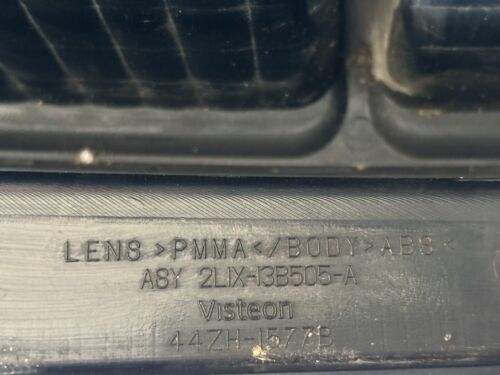 LENS >PMMA</BODY>ABS<
A8Y 2L1X-13B505-A
Visteon
44ZH-1577B